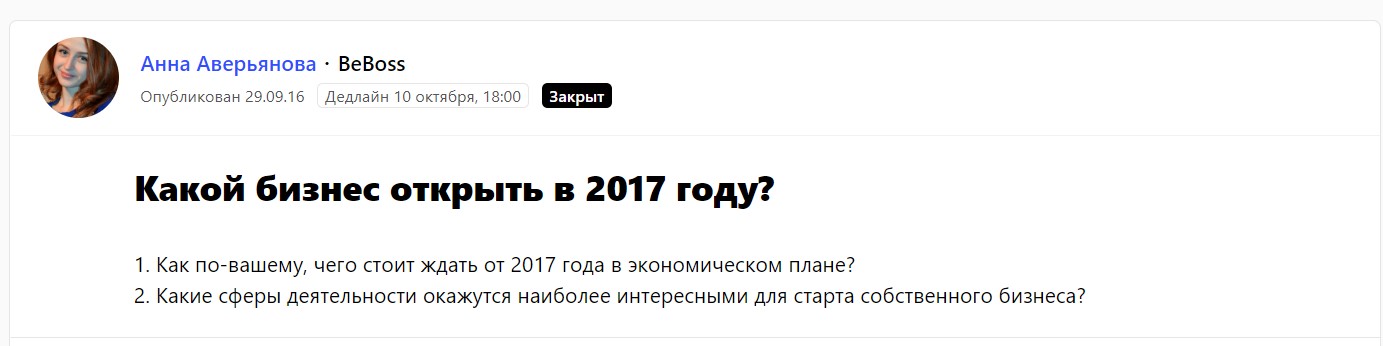 Анна Аверьянова · BeBoss
Опубликован 29.09.16 Дедлайн 10 октября, 18:00 Закрыт
Какой бизнес открыть в 2017 году?
1. Как по-вашему, чего стоит ждать от 2017 года в экономическом плане?
2. Какие сферы деятельности окажутся наиболее интересными для старта собственного бизнеса?